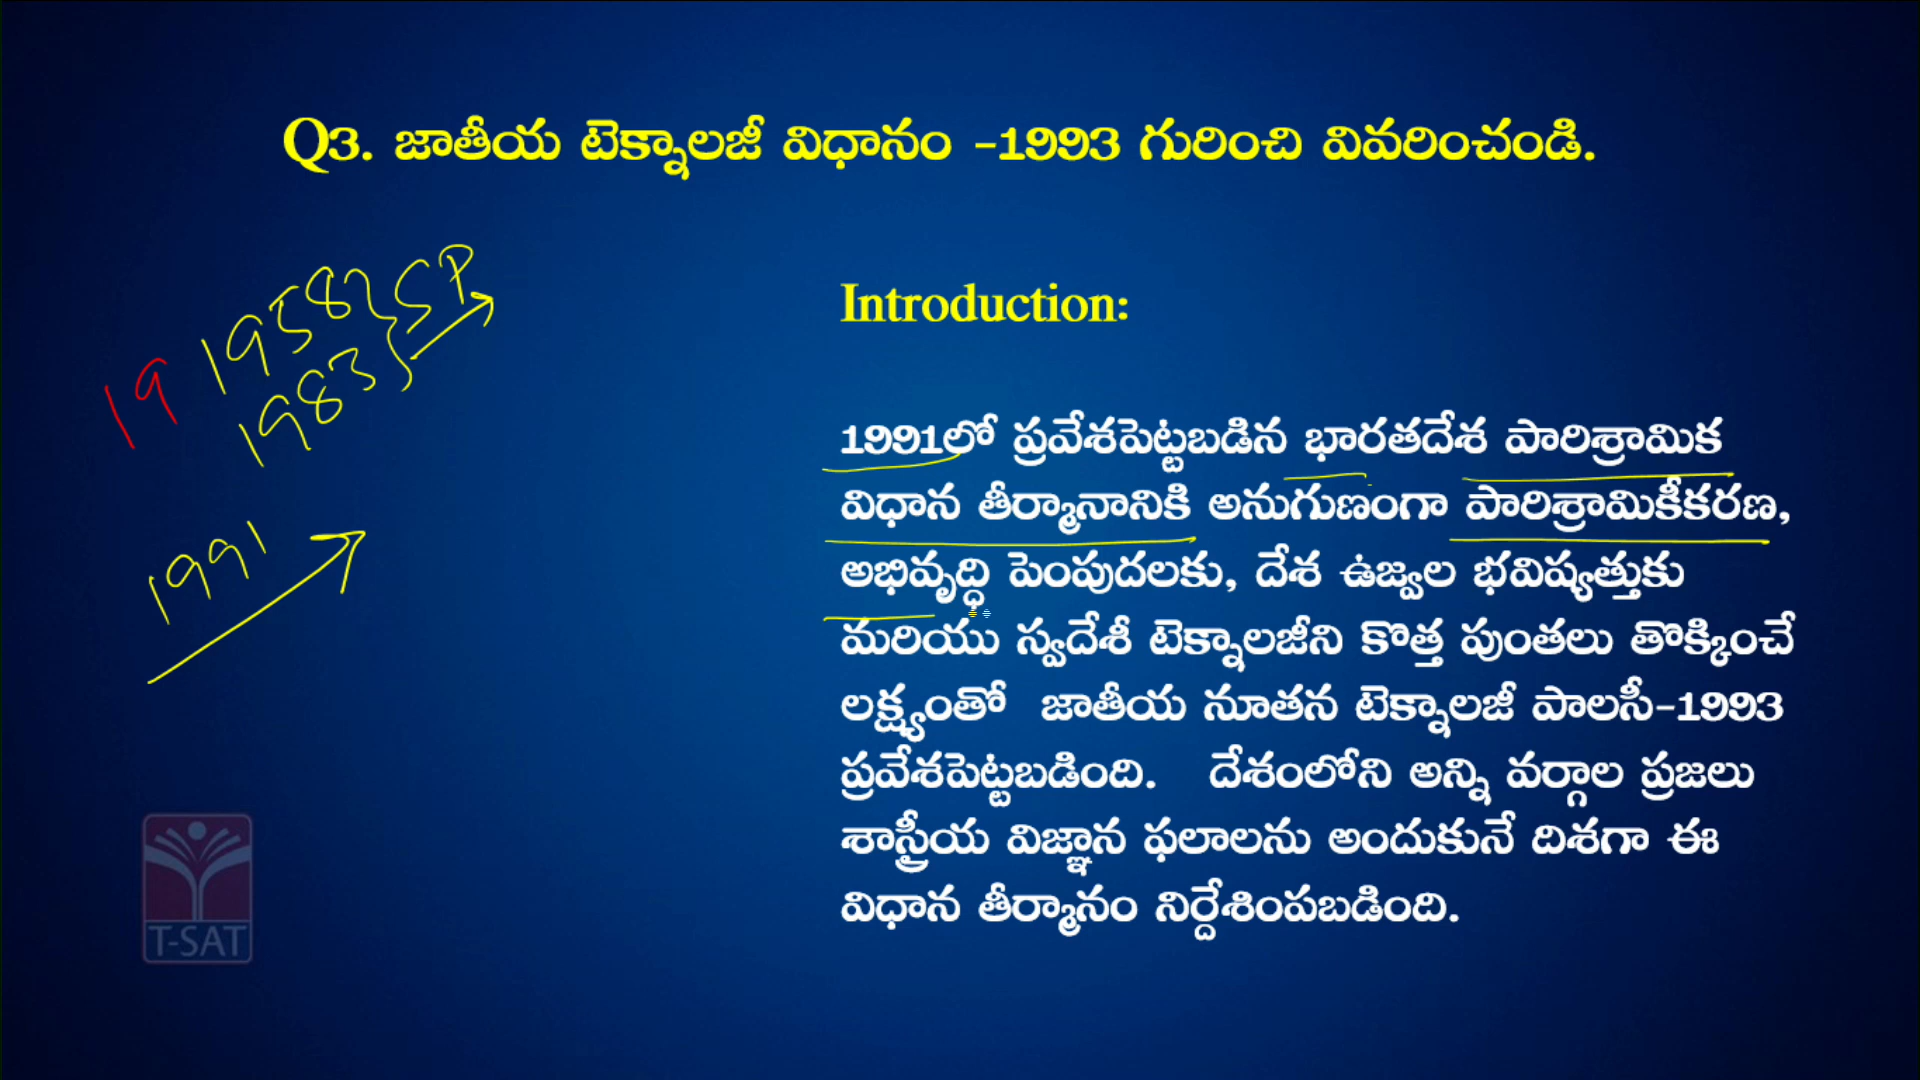 Q3. జాతీయ టెక్నాలజీ విధానం -1993 గురించి వివరించండి.
19
1958
1983
SP
1991
Introduction:
1991లో ప్రవేశపెట్టబడిన భారతదేశ పారిశ్రామిక
విధాన తీర్మానానికి అనుగుణంగా పారిశ్రామికీకరణ,
అభివృద్ధి పెంపుదలకు, దేశ ఉజ్వల భవిష్యత్తుకు
మరియు స్వదేశీ టెక్నాలజీని కొత్త పుంతలు తొక్కించే
లక్ష్యంతో జాతీయ నూతన టెక్నాలజీ పాలసీ-1993
ప్రవేశపెట్టబడింది. దేశంలోని అన్ని వర్గాల ప్రజలు
శాస్త్రీయ విజ్ఞాన ఫలాలను అందుకునే దిశగా ఈ
విధాన తీర్మానం నిర్దేశింపబడింది.
T-SAT